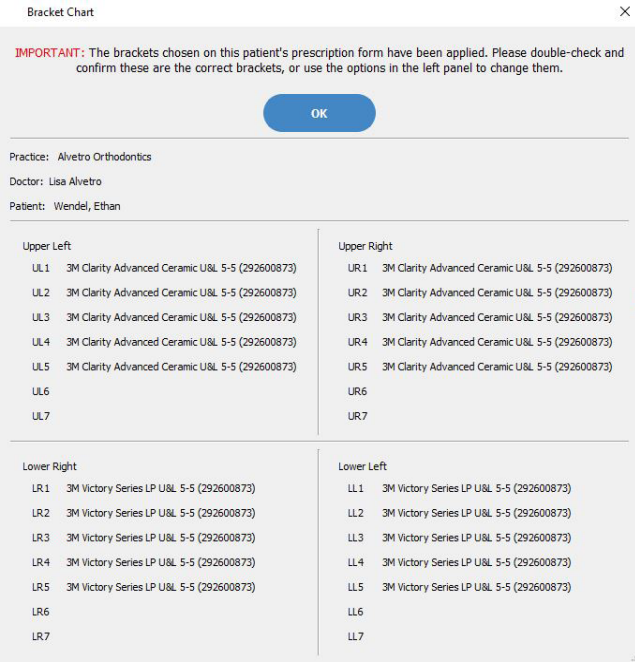 Bracket Chart
IMPORTANT: The brackets chosen on this patient's prescription form have been applied. Please double-check and
confirm these are the correct brackets, or use the options in the left panel to change them.
OK
Practice: Alvetro Orthodontics
Doctor: Lisa Alvetro
Patient: Wendel, Ethan
Upper Left
UL1 3M Clarity Advanced Ceramic U&L 5-5 (292600873)
UL2 3M Clarity Advanced Ceramic U&L 5-5 (292600873)
UL3 3M Clarity Advanced Ceramic U&L 5-5 (292600873)
UL4 3M Clarity Advanced Ceramic U&L 5-5 (292600873)
UL5 3M Clarity Advanced Ceramic U&L 5-5 (292600873)
UL6
UL7
Upper Right
UR1 3M Clarity Advanced Ceramic U&L 5-5 (292600873)
UR2 3M Clarity Advanced Ceramic U&L 5-5 (292600873)
UR3 3M Clarity Advanced Ceramic U&L 5-5 (292600873)
UR4 3M Clarity Advanced Ceramic U&L 5-5 (292600873)
UR5 3M Clarity Advanced Ceramic U&L 5-5 (292600873)
UR6
UR7
Lower Right
LR1 3M Victory Series LP U&L 5-5 (292600873)
LR2 3M Victory Series LP U&L 5-5 (292600873)
LR3 3M Victory Series LP U&L 5-5 (292600873)
LR4 3M Victory Series LP U&L 5-5 (292600873)
LR5 3M Victory Series LP U&L 5-5 (292600873)
LR6
LR7
Lower Left
LL1 3M Victory Series LP U&L 5-5 (292600873)
LL2 3M Victory Series LP U&L 5-5 (292600873)
LL3 3M Victory Series LP U&L 5-5 (292600873)
LL4 3M Victory Series LP U&L 5-5 (292600873)
LL5 3M Victory Series LP U&L 5-5 (292600873)
LL6
LL7